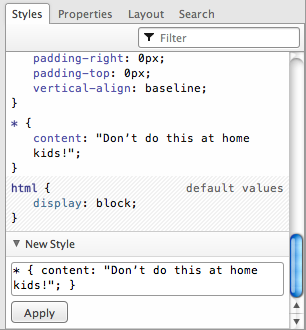 Styles Properties Layout Search
Filter
padding-right: 0px;
padding-top: 0px;
vertical-align: baseline;
}
* {
content: "Don’t do this at home
kids!";
}
html { default values
display: block;
}
New Style
* { content: "Don’t do this at home
kids!"; }
Apply